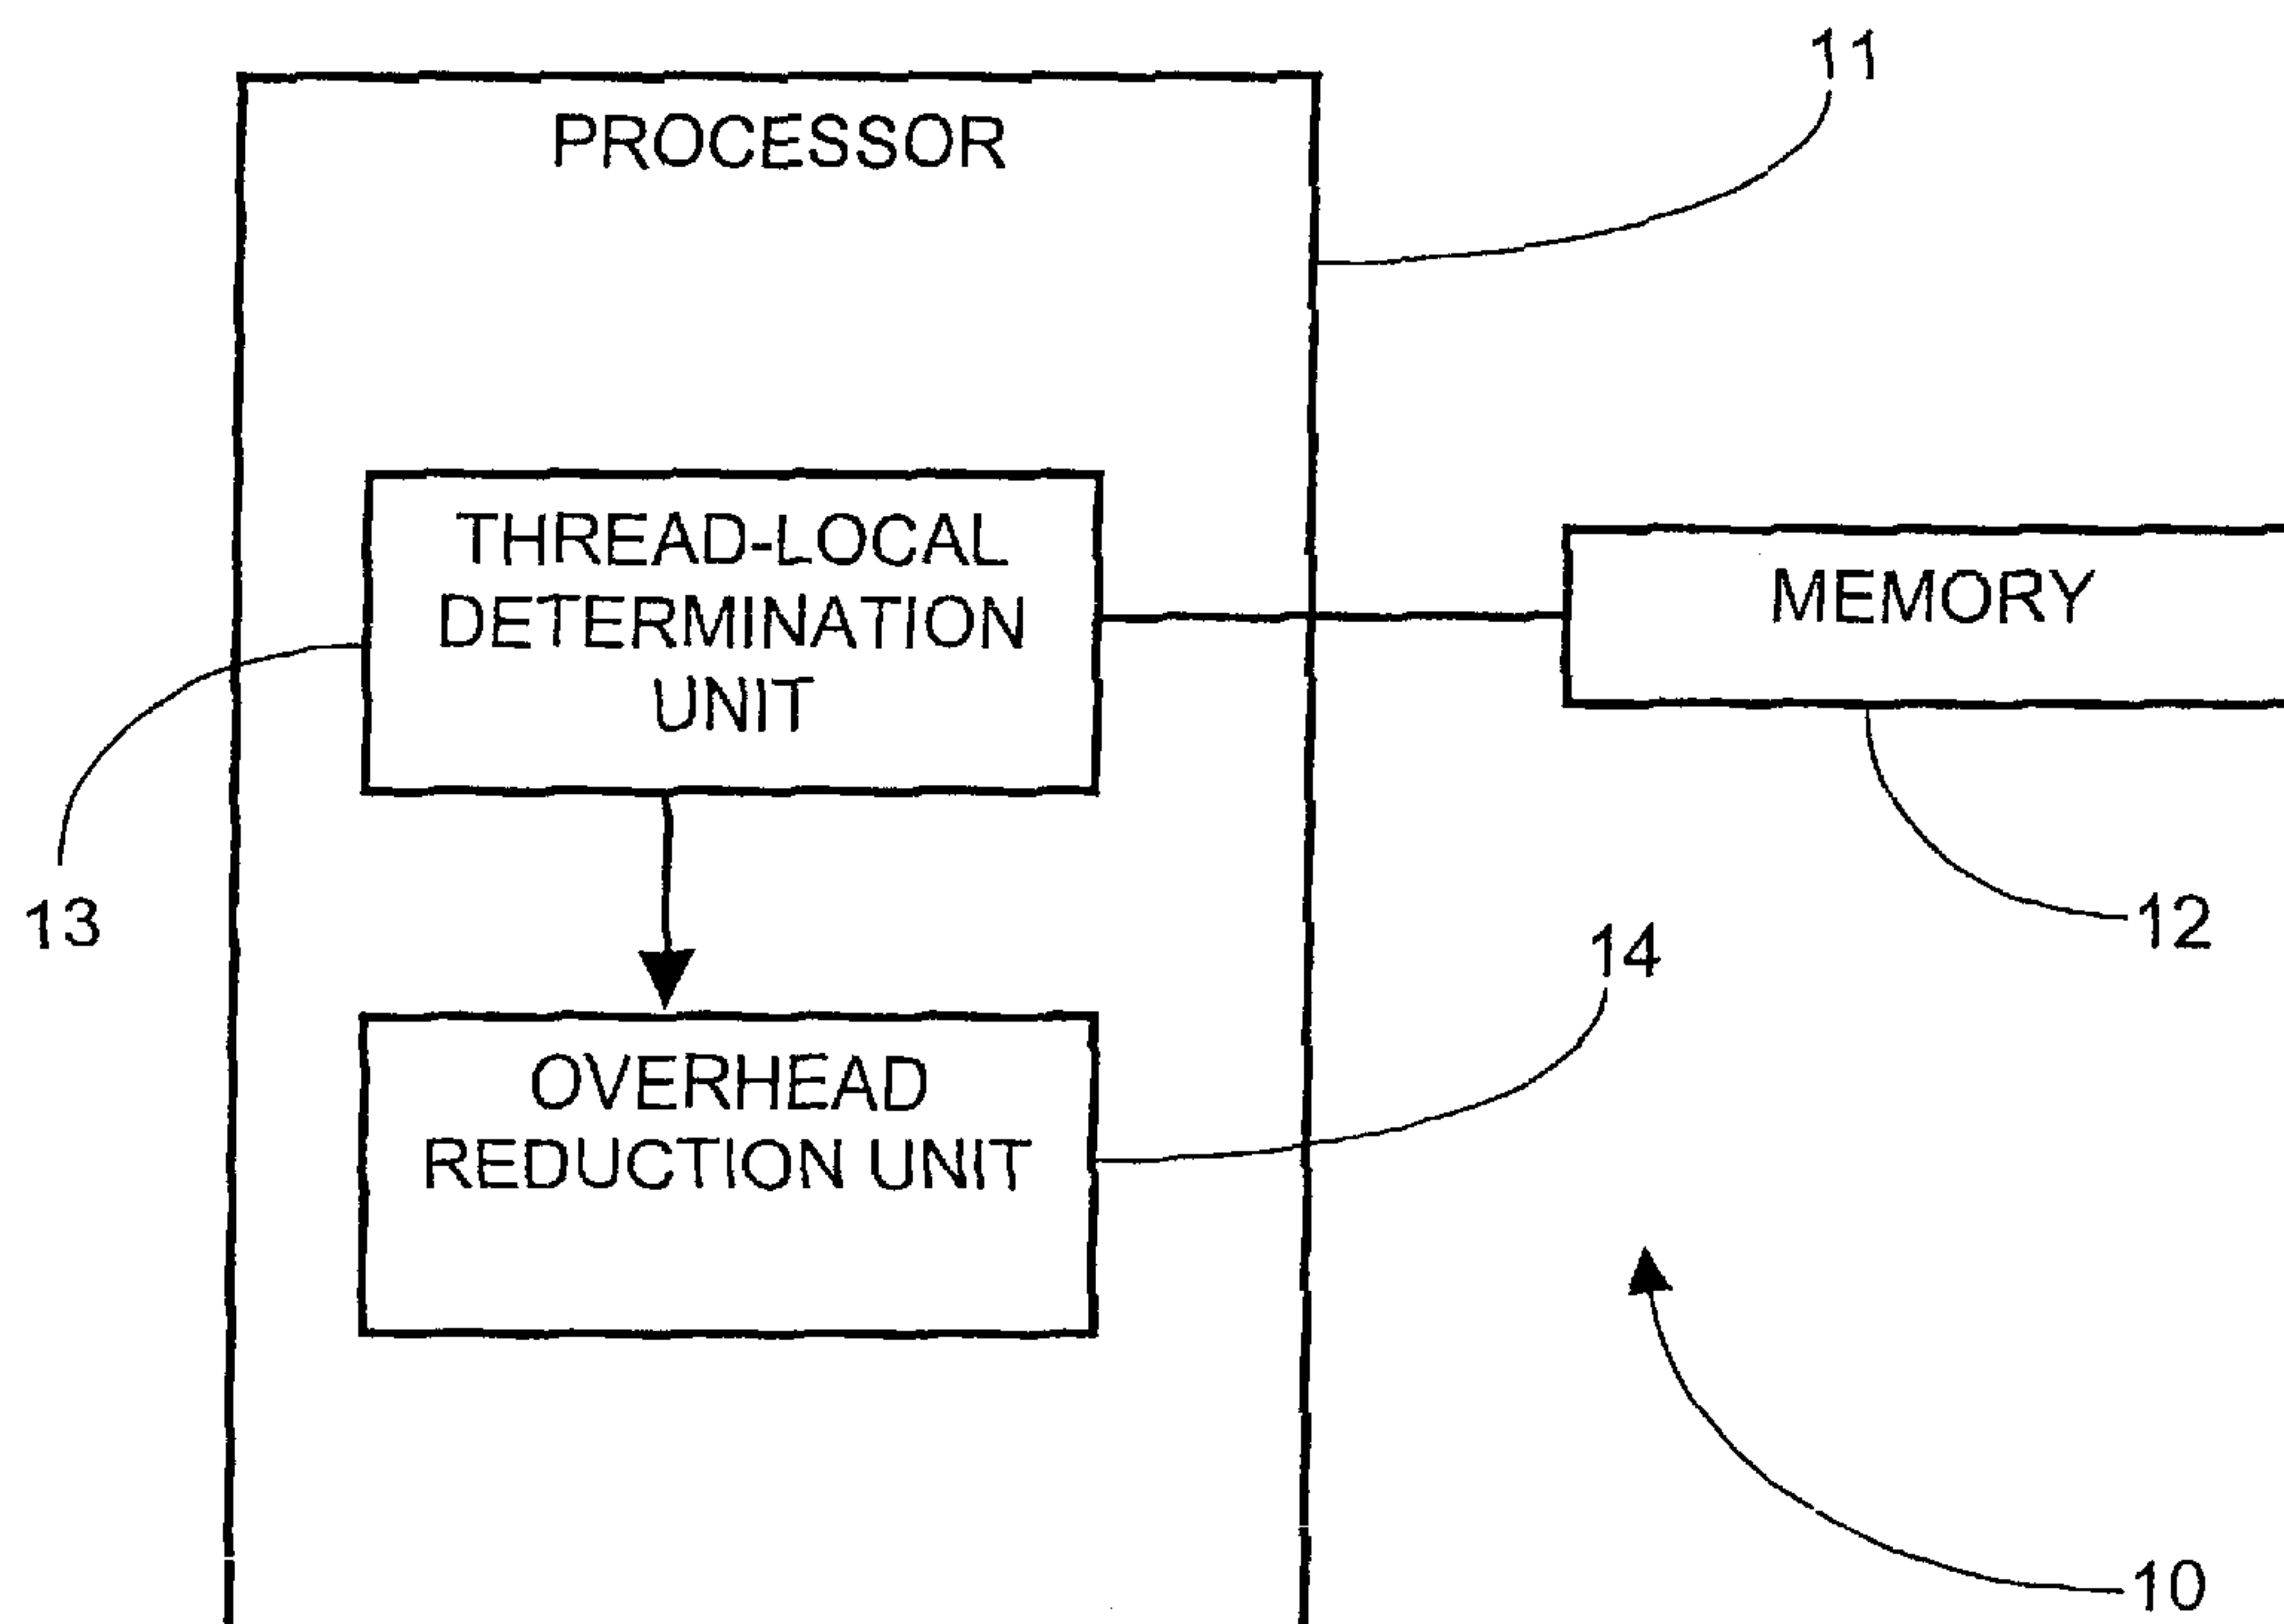 11
PROCESSOR
THREAD-LOCAL
DETERMINATION
UNIT
MEMORY
13
12
14
OVERHEAD
REDUCTION UNIT
10